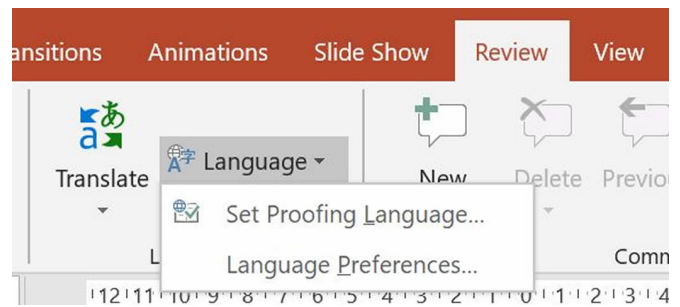 ansitions Animations Slide Show Review View
Translate
Language
New Delete Previo
Set Proofing Language...
Language Preferences...
L
Comm
12 11 10 9 8 7 6 5 4 3 2 1 0 1 2 3 4